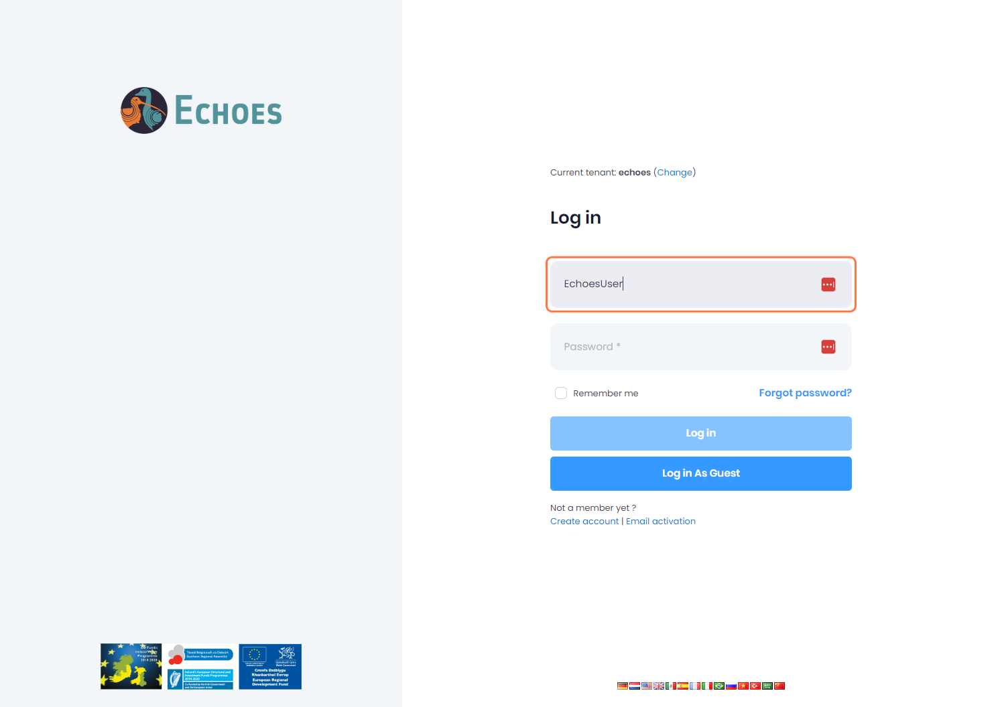 ECHOES
Current tenant: echoes (Change)
Log in
EchoesUser
Password *
Remember me
Forgot password?
Log in
Log in As Guest
Not a member yet ?
Create account | Email activation
EU Funds:
Ireland Wales
Programme
2014-2020
Tionól Réigiúnach an Deiscirt
Southern Regional Assembly
Ireland's European Structural and
Investment Funds Programmes
2014-2020
Co-funded by the Irish Government
and the European Union
Cronfa Datblygu
Rhanbarthol Ewrop
European Regional
Development Fund